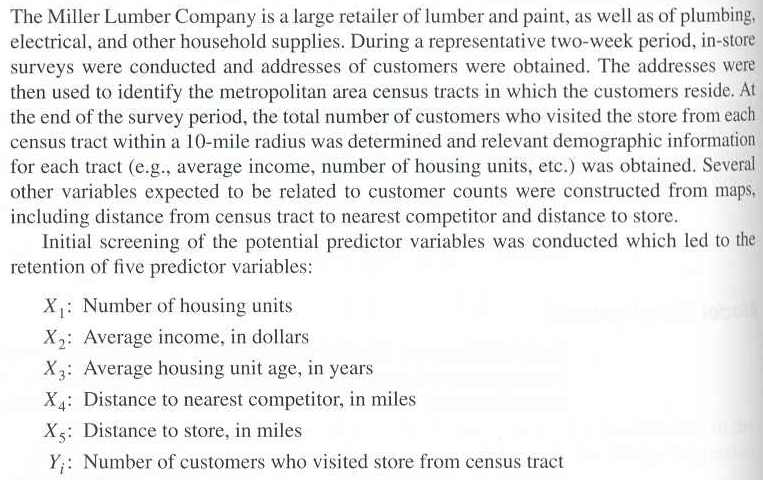 The Miller Lumber Company is a large retailer of lumber and paint, as well as of plumbing,
electrical, and other household supplies. During a representative two-week period, in-store
surveys were conducted and addresses of customers were obtained. The addresses were
then used to identify the metropolitan area census tracts in which the customers reside. At
the end of the survey period, the total number of customers who visited the store from each
census tract within a 10-mile radius was determined and relevant demographic information
for each tract (e.g., average income, number of housing units, etc.) was obtained. Several
other variables expected to be related to customer counts were constructed from maps,
including distance from census tract to nearest competitor and distance to store.
Initial screening of the potential predictor variables was conducted which led to the
retention of five predictor variables:
X₁: Number of housing units
X₂: Average income, in dollars
X₃: Average housing unit age, in years
X₄: Distance to nearest competitor, in miles
X₅: Distance to store, in miles
Yᵢ: Number of customers who visited store from census tract